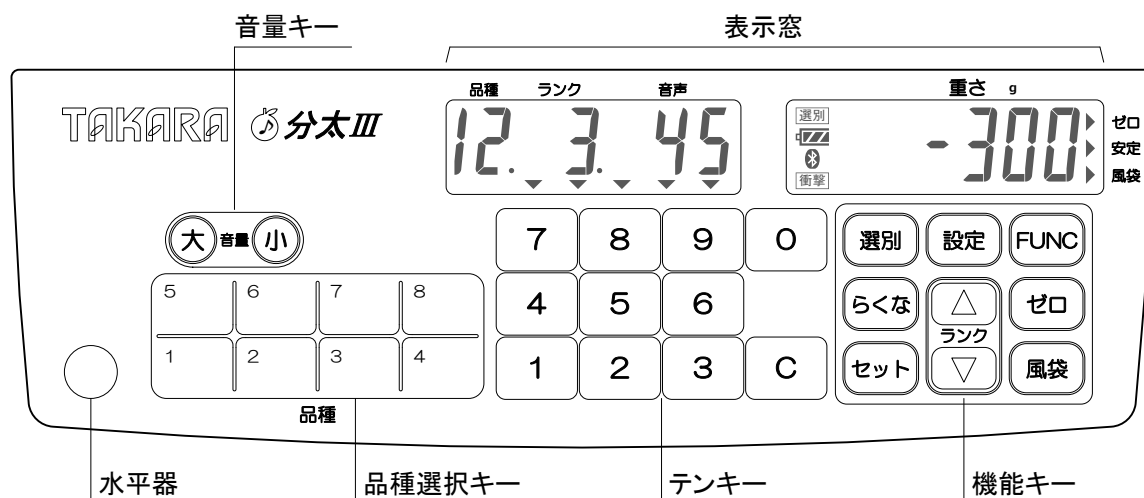 音量キー
表示窓
品種 ランク 音声
重さ g
TAKARA 分太Ⅲ
12. 3. 45
選別
衝撃
-300
ゼロ
安定
風袋
大 音量 小
7 8 9 0
選別 設定 FUNC
5 6 7 8
4 5 6
らくな △ ゼロ
ランク
1 2 3 4
1 2 3 C
セット ▽ 風袋
品種
水平器
品種選択キー
テンキー
機能キー